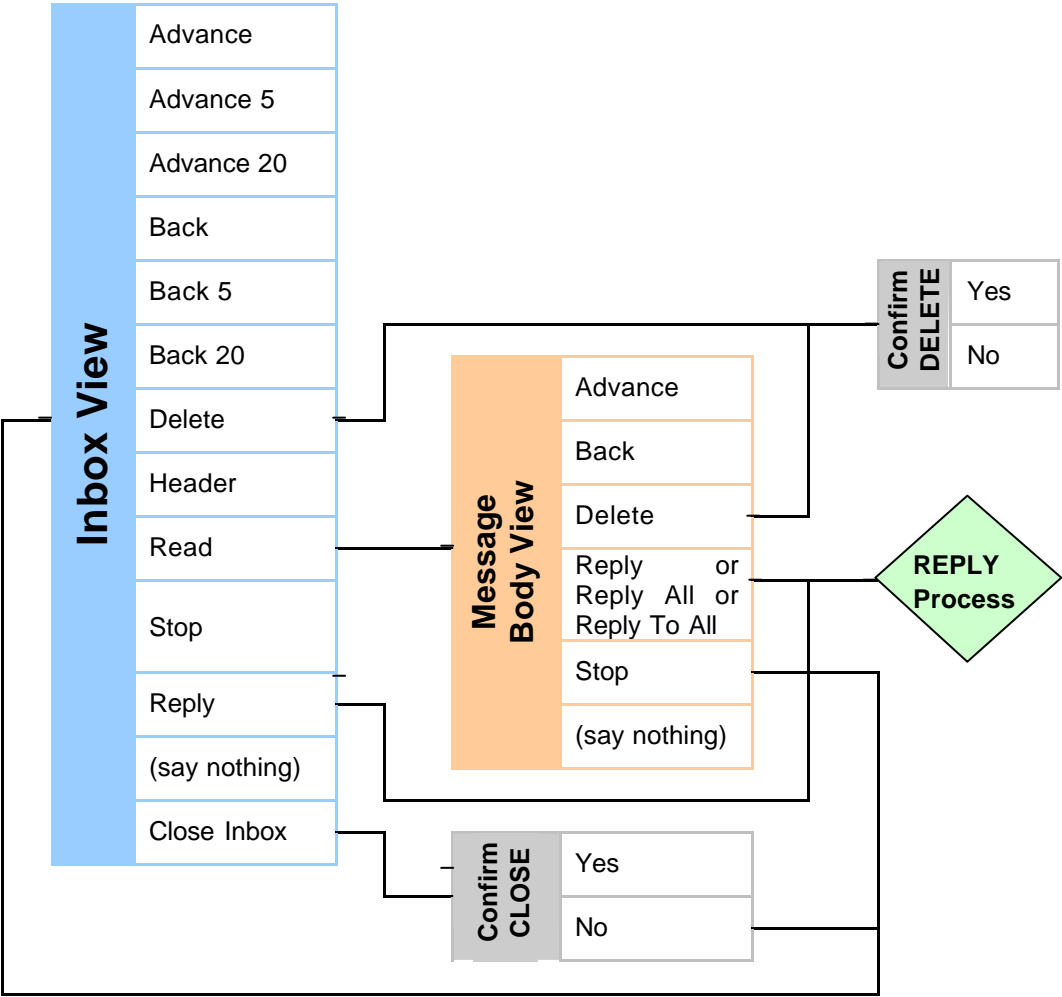 Inbox View
Advance
Advance 5
Advance 20
Back
Back 5
Back 20
Delete
Header
Read
Stop
Reply
(say nothing)
Close Inbox
Message
Body View
Advance
Back
Delete
Reply or
Reply All or
Reply To All
Stop
(say nothing)
Confirm
CLOSE
Yes
No
Confirm
DELETE
Yes
No
REPLY
Process